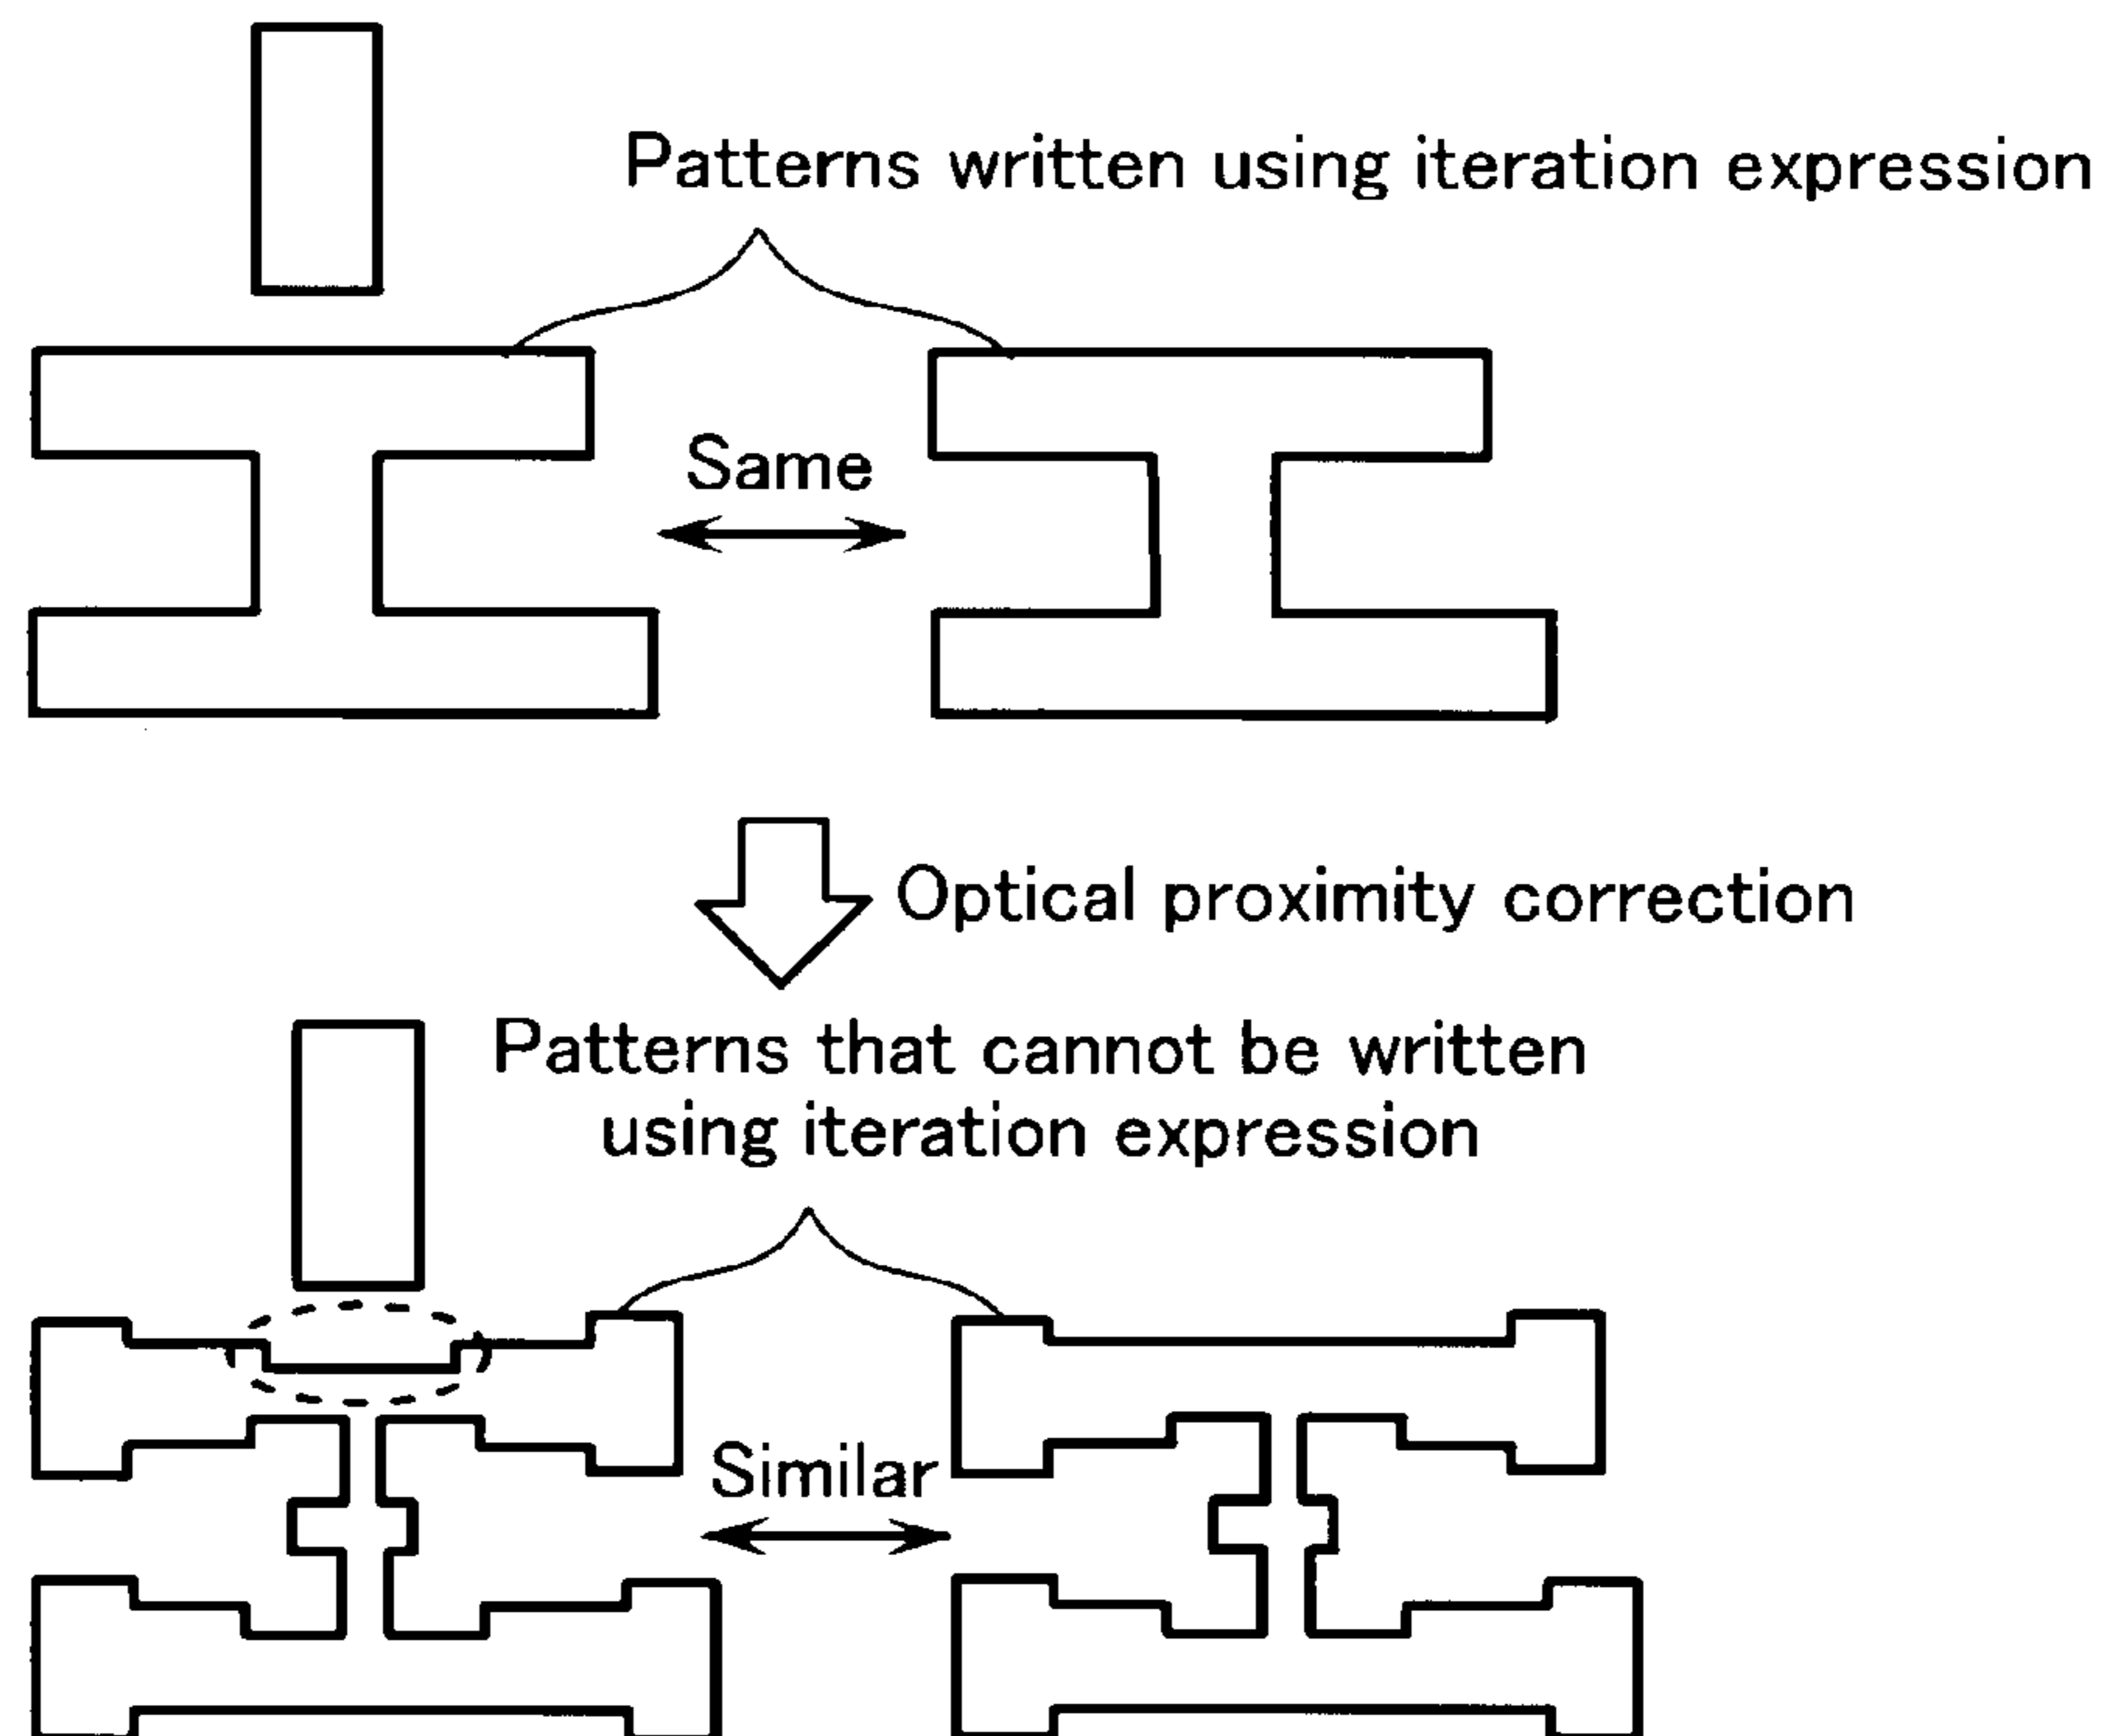 Patterns written using iteration expression
Same
Optical proximity correction
Patterns that cannot be written
using iteration expression
Similar